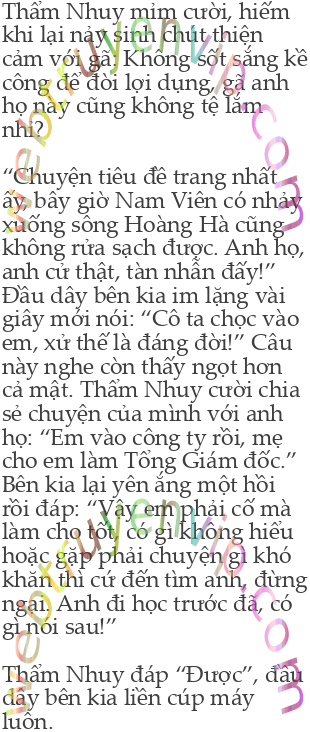 Thẩm Nhuy mỉm cười, hiếm
khi lại nảy sinh chút thiện
cảm với gã. Không sốt sắng kể
công để đòi lợi dụng, gã anh
họ này cũng không tệ lắm
nhỉ?
“Chuyện tiêu đề trang nhất
ấy, bây giờ Nam Viên có nhảy
xuống sông Hoàng Hà cũng
không rửa sạch được. Anh họ,
anh cử thật, tàn nhẫn đấy!”
Đầu dây bên kia im lặng vài
giây mới nói: “Cô ta chọc vào
em, xử thế là đáng đời!” Câu
này nghe còn thấy ngọt hơn
cả mật. Thẩm Nhuy cười chia
sẻ chuyện của mình với anh
họ: “Em vào công ty rồi, mẹ
cho em làm Tổng Giám đốc.”
Bên kia lại yên ắng một hồi
rồi đáp: “Vậy em phải cố mà
làm cho tốt, có gì không hiểu
hoặc gặp phải chuyện gì khó
khăn thì cứ đến tìm anh, đừng
ngại. Anh đi học trước đã, có
gì nói sau!”
Thẩm Nhuy đáp “Được”, đầu
dây bên kia liền cúp máy
luôn.
webtruyenvip.com
webtruyenvip.com